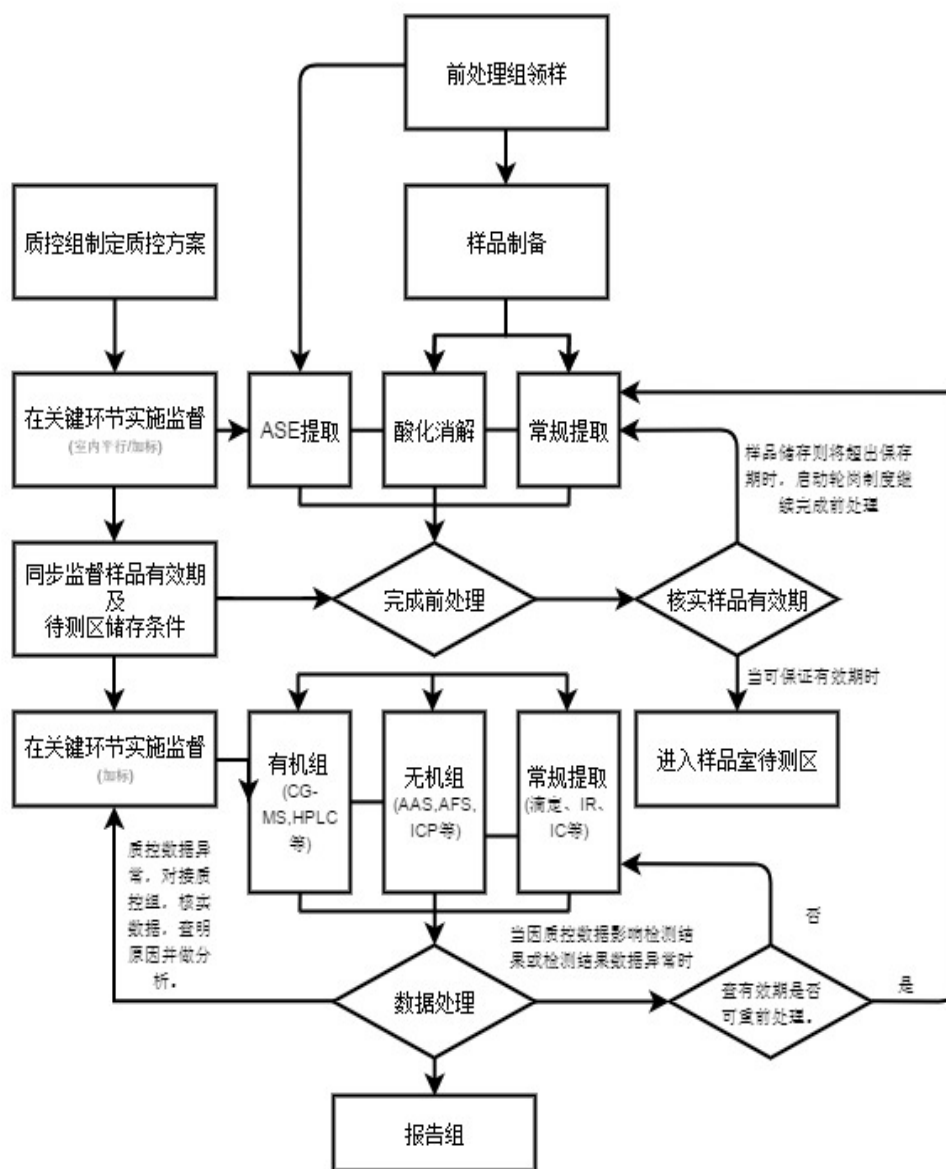 前处理组领样
质控组制定质控方案
样品制备
在关键环节实施监督
(室内平行/加标)
ASE提取
酸化消解
常规提取
样品储存则将超出保存
期时，启动轮岗制度继
续完成前处理
同步监督样品有效期
及
待测区储存条件
完成前处理
核实样品有效期
当可保证有效期时
在关键环节实施监督
(加标)
有机组
(CG-
MS,HPLC
等)
无机组
(AAS,AFS,
ICP等)
常规提取
(滴定、IR、
IC等)
进入样品室待测区
质控数据异
常，对接质
控组，核实
数据，查明
原因并做分
析。
当因质控数据影响检测结
果或检测结果数据异常时
否
数据处理
查有效期是否
可重前处理。
是
报告组